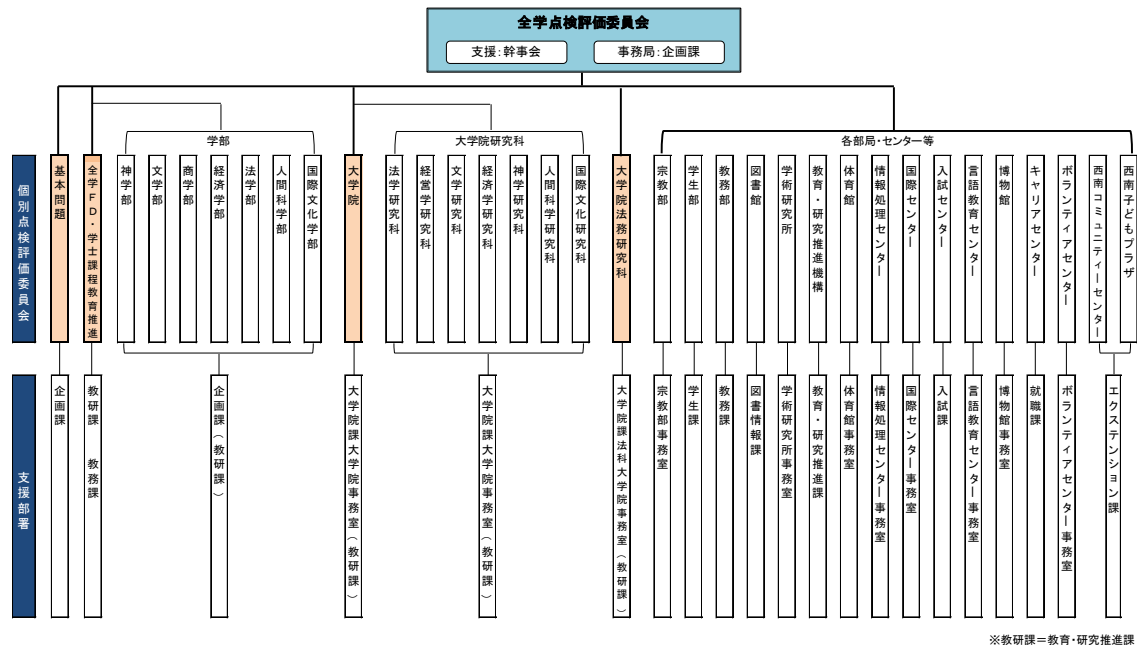 全学点検評価委員会
支援：幹事会
事務局：企画課
学部
大学院研究科
各部局・センター等
個別点検評価委員会
基本問題
全学ＦＤ・学士課程教育推進
神学部
文学部
商学部
経済学部
法学部
人間科学部
国際文化学部
大学院
法学研究科
経営学研究科
文学研究科
経済学研究科
神学研究科
人間科学研究科
国際文化研究科
大学院法務研究科
宗教部
学生部
教務部
図書館
学術研究所
教育・研究推進機構
体育館
情報処理センター
国際センター
入試センター
言語教育センター
博物館
キャリアセンター
ボランティアセンター
西南コミュニティーセンター
西南子どもプラザ
支援部署
企画課
教研課　教務課
企画課（教研課）
大学院課大学院事務室（教研課）
大学院課大学院事務室（教研課）
大学院課法科大学院事務室（教研課）
宗教部事務室
学生課
教務課
図書情報課
学術研究所事務室
教育・研究推進課
体育館事務室
情報処理センター事務室
国際センター事務室
入試課
言語教育センター事務室
博物館事務室
就職課
ボランティアセンター事務室
エクステンション課
※教研課＝教育・研究推進課